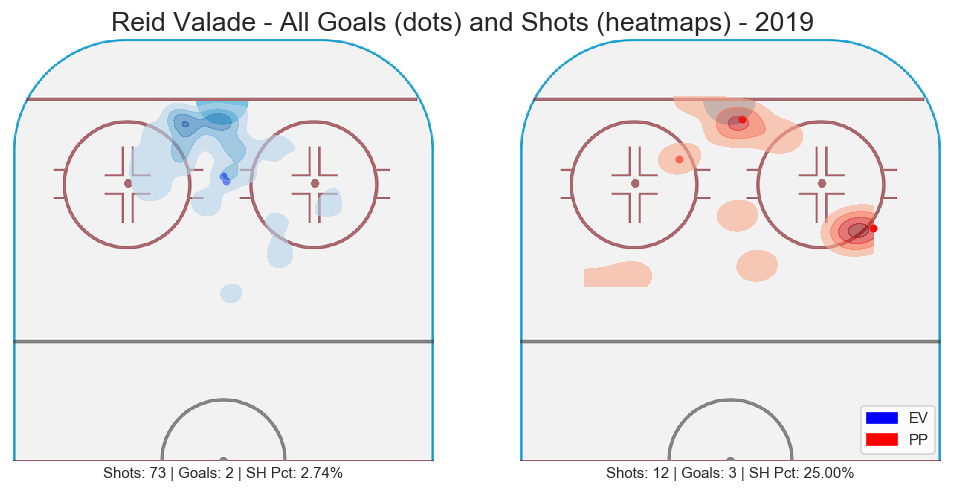 Reid Valade - All Goals (dots) and Shots (heatmaps) - 2019
EV
PP
Shots: 73 | Goals: 2 | SH Pct: 2.74%
Shots: 12 | Goals: 3 | SH Pct: 25.00%